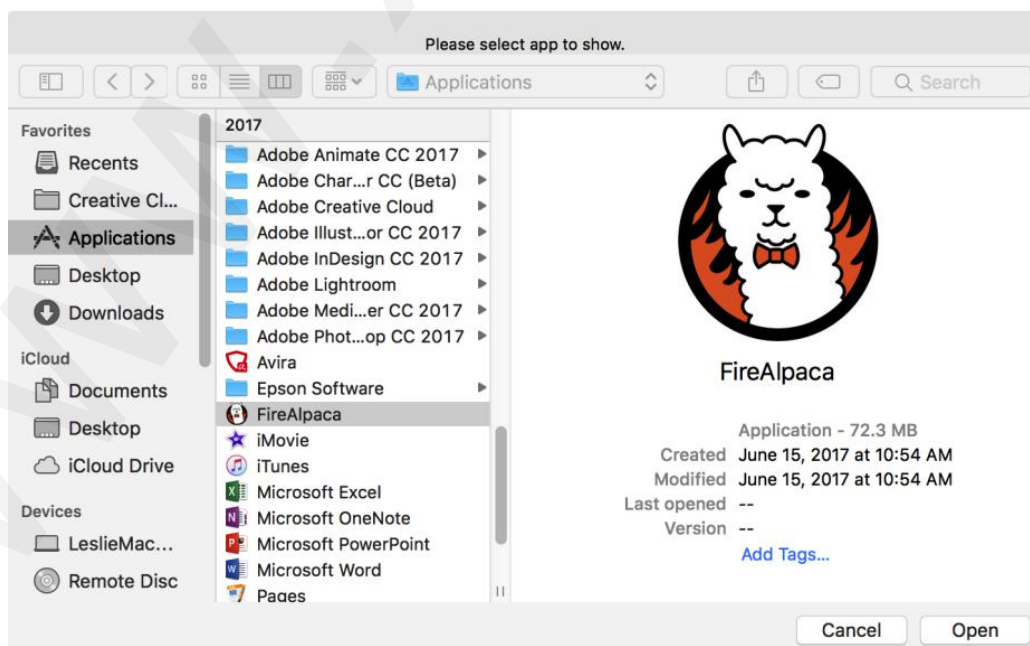 Please select app to show.
Applications
Search
Favorites
Recents
Creative Cl...
Applications
Desktop
Downloads
iCloud
Documents
Desktop
iCloud Drive
Devices
LeslieMac...
Remote Disc
2017
Adobe Animate CC 2017
Adobe Char...r CC (Beta)
Adobe Creative Cloud
Adobe Illust...or CC 2017
Adobe InDesign CC 2017
Adobe Lightroom
Adobe Medi...er CC 2017
Adobe Phot...op CC 2017
Avira
Epson Software
FireAlpaca
iMovie
iTunes
Microsoft Excel
Microsoft OneNote
Microsoft PowerPoint
Microsoft Word
Pages
FireAlpaca
Application - 72.3 MB
Created June 15, 2017 at 10:54 AM
Modified June 15, 2017 at 10:54 AM
Last opened --
Version --
Add Tags...
Cancel
Open